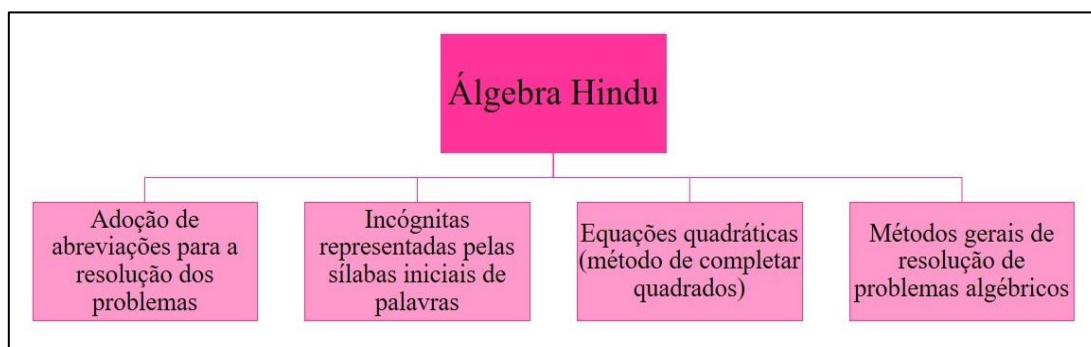 Álgebra Hindu
Adoção de
abreviações para a
resolução dos
problemas
Incógnitas
representadas pelas
sílabas iniciais de
palavras
Equações quadráticas
(método de completar
quadrados)
Métodos gerais de
resolução de
problemas algébricos